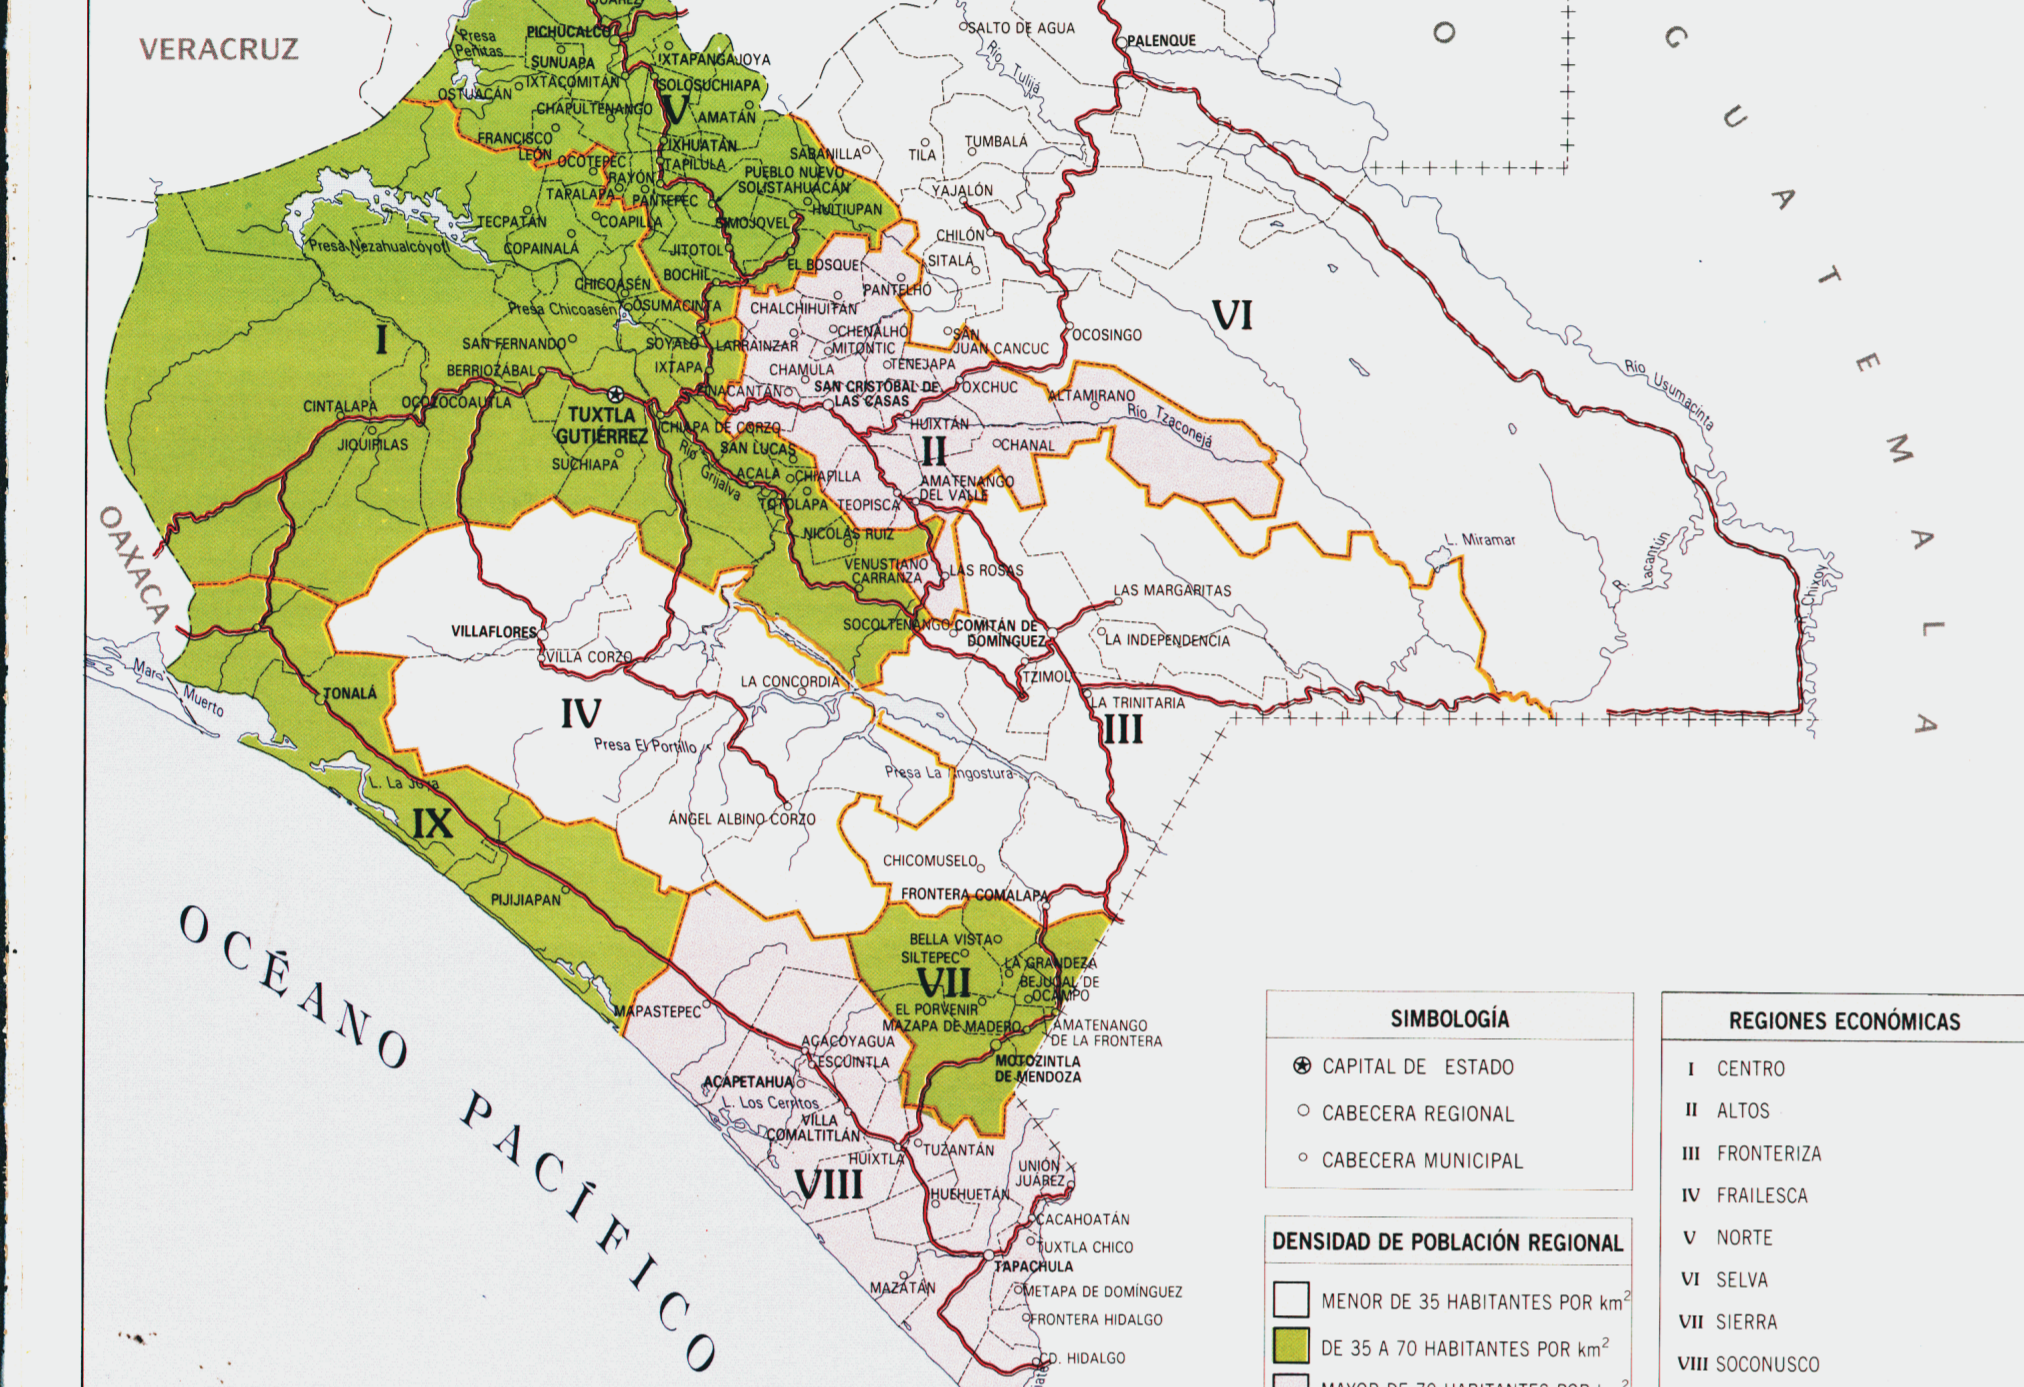 JUÁREZ
VERACRUZ
Presa
Peñitas
PICHUCALCO
SUNUAPA
IXTAPANGAJOYA
IXTACOMITÁN
SOLOSUCHIAPA
OSTUACÁN
CHAPULTENANGO
V
AMATÁN
FRANCISCO
LEÓN
IXHUATÁN
OCOTEPEC
TAPILULA
RAYÓN
PUEBLO NUEVO
SOLISTAHUACÁN
TAPALAPA
PANTEPEC
HUITIUPAN
TECPATÁN
COAPILLA
SIMOJOVEL
Presa Nezahualcóyotl
COPAINALÁ
JITOTOL
EL BOSQUE
BOCHIL
CHICOASÉN
Presa Chicoasén
OSUMACINTA
SABANILLA
SALTO DE AGUA
Río Tulijá
PALENQUE
TILA
TUMBALÁ
YAJALÓN
CHILÓN
SITALÁ
PANTELHÓ
CHALCHIHUITÁN
CHENALHÓ
MITONTIC
SAN
JUAN CANCUC
OCOSINGO
VI
O
G U A T E M A L A
Río Usumacinta
I
SAN FERNANDO
SOYALÓ
LARRAINZAR
TENEJAPA
BERRIOZÁBAL
IXTAPA
CHAMULA
ZINACANTÁN
SAN CRISTÓBAL DE
LAS CASAS
OXCHUC
ALTAMIRANO
Río Tzaconejá
CINTALAPA
OCOZOCOAUTLA
TUXTLA
GUTIÉRREZ
CHIAPA DE CORZO
HUIXTÁN
II
CHANAL
JIQUIPILAS
SUCHIAPA
Río Grijalva
SAN LUCAS
ACALA
CHIAPILLA
AMATENANGO
DEL VALLE
TOTOLAPA
TEOPISCA
OAXACA
NICOLÁS RUIZ
L. Miramar
VENUSTIANO
CARRANZA
LAS ROSAS
R. Lacantún
Chixoy
LAS MARGARITAS
VILLAFLORES
SOCOLTENANGO
COMITÁN DE
DOMÍNGUEZ
LA INDEPENDENCIA
VILLA CORZO
Mar Muerto
TONALÁ
LA CONCORDIA
TZIMOL
LA TRINITARIA
IV
III
Presa El Portillo
L. La Joya
Presa La Angostura
IX
ÁNGEL ALBINO CORZO
CHICOMUSELO
PIJIJIAPAN
FRONTERA COMALAPA
BELLA VISTA
SILTEPEC
LA GRANDEZA
VII
BEJUCAL DE
OCAMPO
EL PORVENIR
MAPASTEPEC
MAZAPA DE MADERO
AMATENANGO
DE LA FRONTERA
ACACOYAGUA
ESCUINTLA
MOTOZINTLA
DE MENDOZA
ACAPETAHUA
L. Los Cerritos
VILLA
COMALTITLÁN
HUIXTLA
TUZANTÁN
UNIÓN
JUÁREZ
VIII
HUEHUETÁN
CACAHOATÁN
TUXTLA CHICO
TAPACHULA
MAZATÁN
METAPA DE DOMÍNGUEZ
FRONTERA HIDALGO
CD. HIDALGO
OCÉANO PACÍFICO
SIMBOLOGÍA
CAPITAL DE ESTADO
CABECERA REGIONAL
CABECERA MUNICIPAL
DENSIDAD DE POBLACIÓN REGIONAL
MENOR DE 35 HABITANTES POR km²
DE 35 A 70 HABITANTES POR km²
MAYOR DE 70 HABITANTES POR km²
REGIONES ECONÓMICAS
I CENTRO
II ALTOS
III FRONTERIZA
IV FRAILESCA
V NORTE
VI SELVA
VII SIERRA
VIII SOCONUSCO